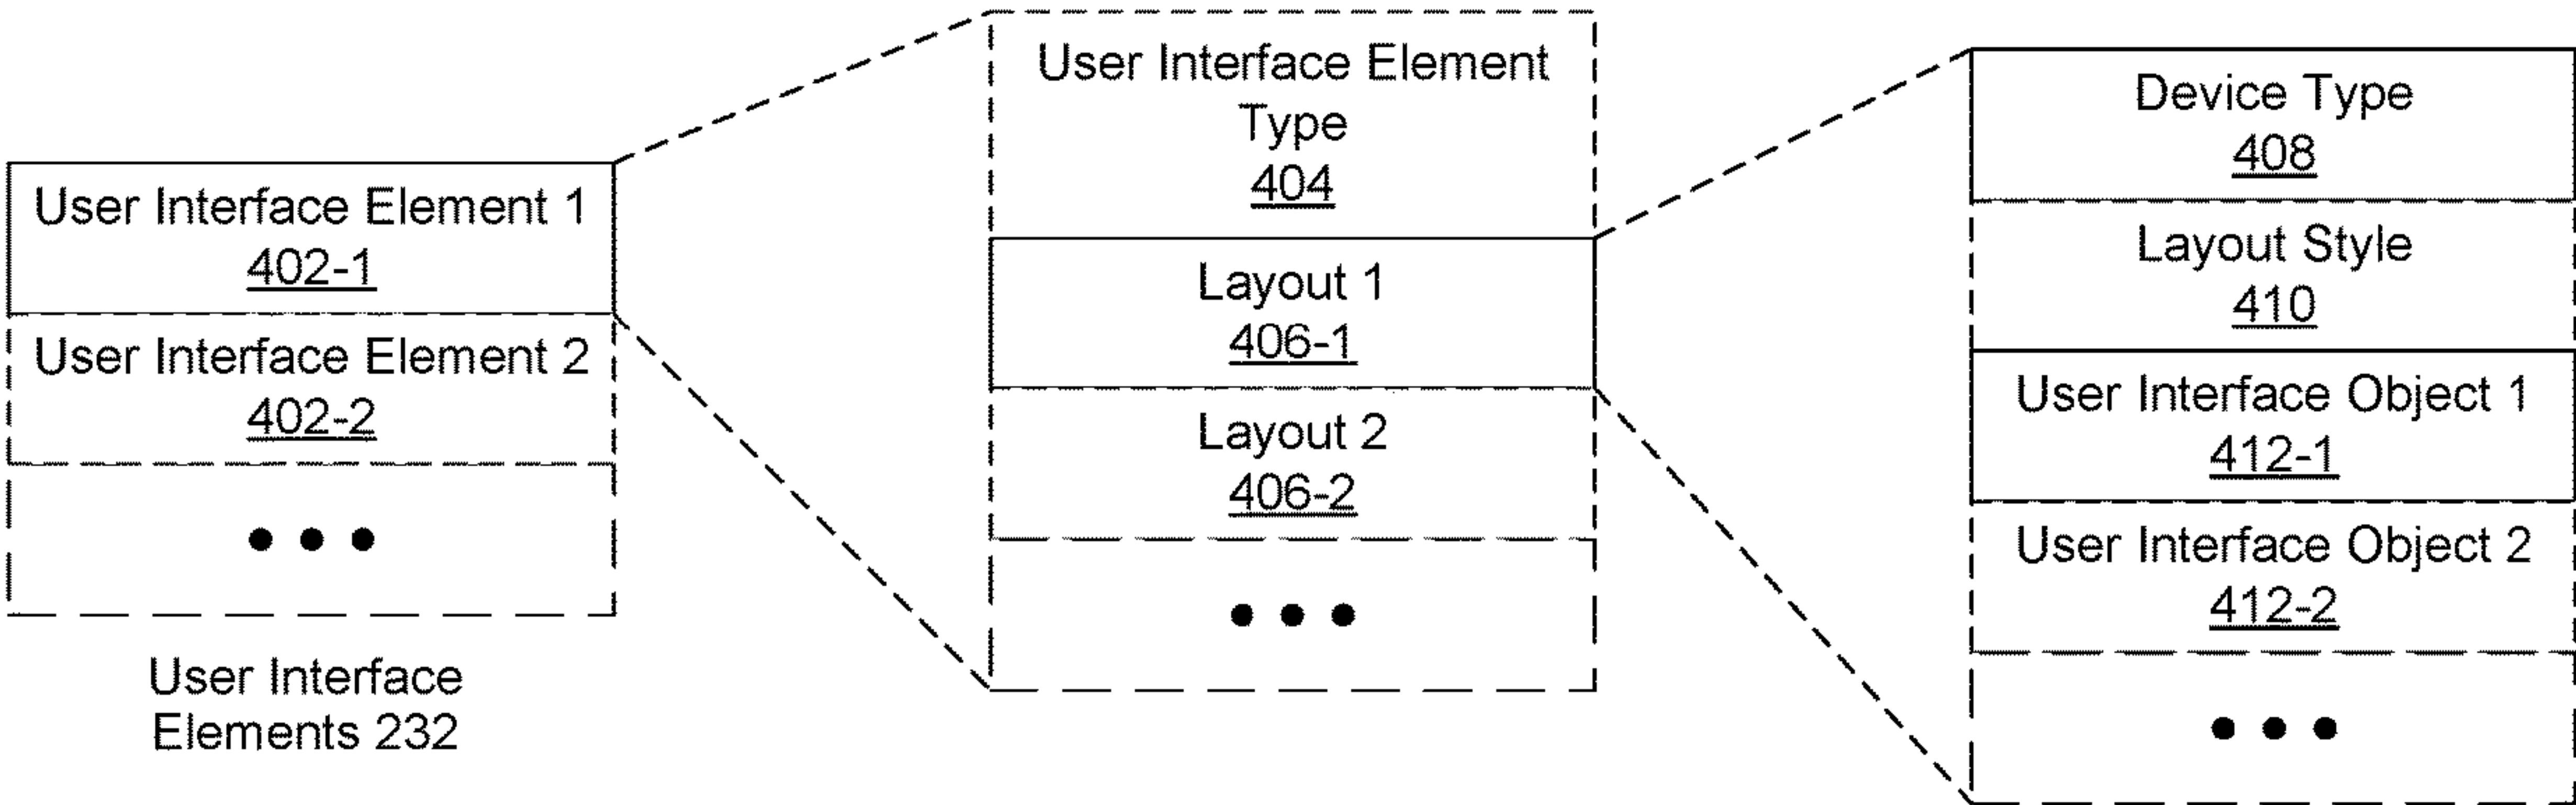 User Interface Element 1
402-1
User Interface Element 2
402-2
• • •
User Interface
Elements 232
User Interface Element
Type
404
Layout 1
406-1
Layout 2
406-2
• • •
Device Type
408
Layout Style
410
User Interface Object 1
412-1
User Interface Object 2
412-2
• • •